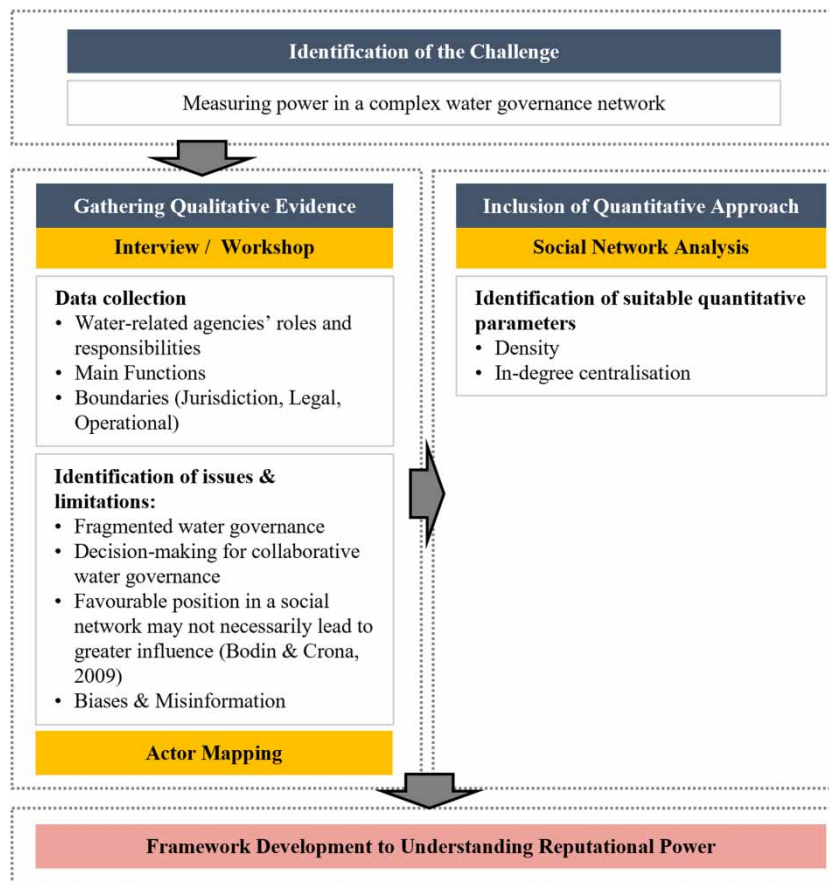 Identification of the Challenge
Measuring power in a complex water governance network
Gathering Qualitative Evidence
Interview / Workshop
Data collection
• Water-related agencies' roles and
responsibilities
• Main Functions
• Boundaries (Jurisdiction, Legal,
Operational)
Identification of issues &
limitations:
• Fragmented water governance
• Decision-making for collaborative
water governance
• Favourable position in a social
network may not necessarily lead to
greater influence (Bodin & Crona,
2009)
• Biases & Misinformation
Actor Mapping
Inclusion of Quantitative Approach
Social Network Analysis
Identification of suitable quantitative
parameters
• Density
• In-degree centralisation
Framework Development to Understanding Reputational Power